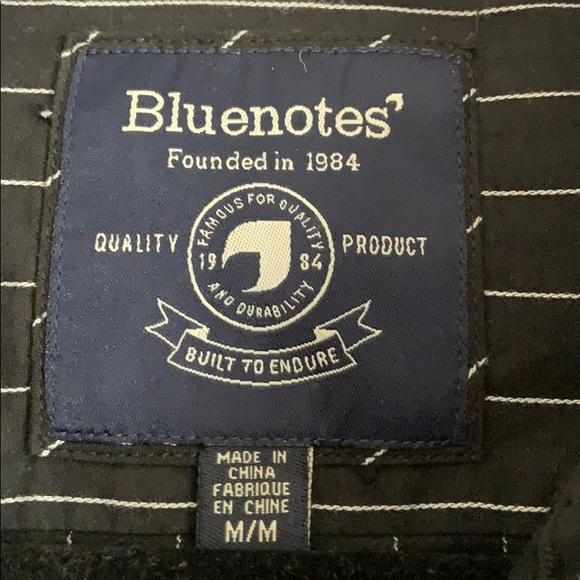 Bluenotes
Founded in 1984
QUALITY PRODUCT
FAMOUS FOR QUALITY
19 84
AND DURABILITY
BUILT TO ENDURE
MADE IN
CHINA
FABRIQUE
EN CHINE
M/M